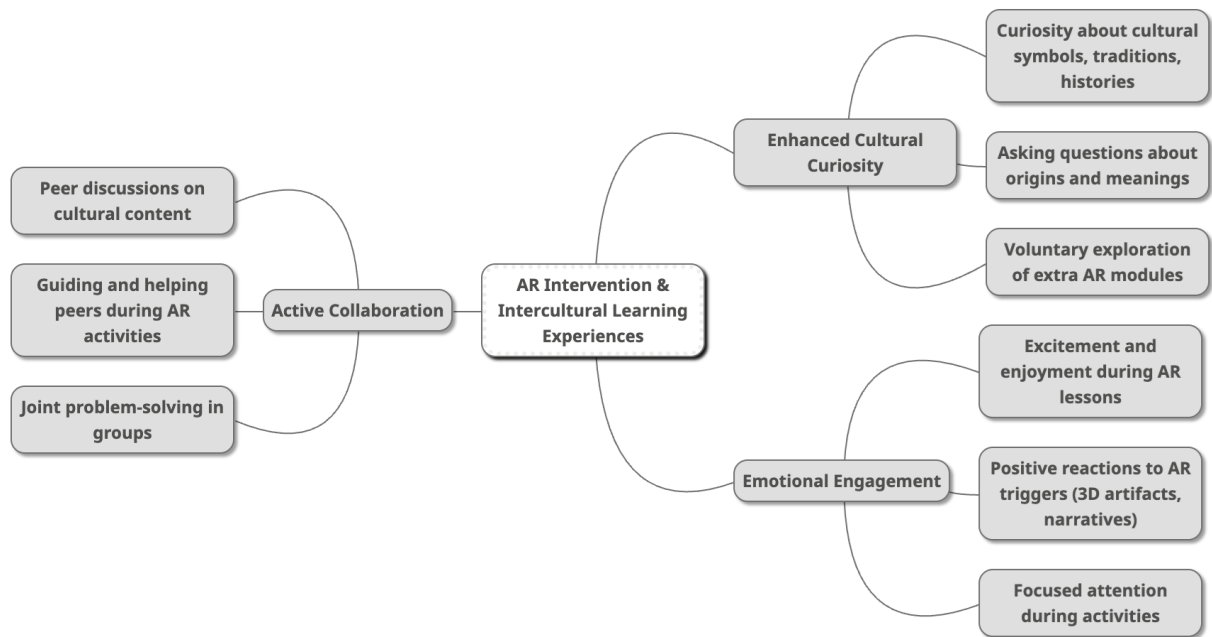 Peer discussions on
cultural content
Guiding and helping
peers during AR
activities
Joint problem-solving in
groups
Active Collaboration
AR Intervention &
Intercultural Learning
Experiences
Enhanced Cultural
Curiosity
Curiosity about cultural
symbols, traditions,
histories
Asking questions about
origins and meanings
Voluntary exploration
of extra AR modules
Emotional Engagement
Excitement and
enjoyment during AR
lessons
Positive reactions to AR
triggers (3D artifacts,
narratives)
Focused attention
during activities